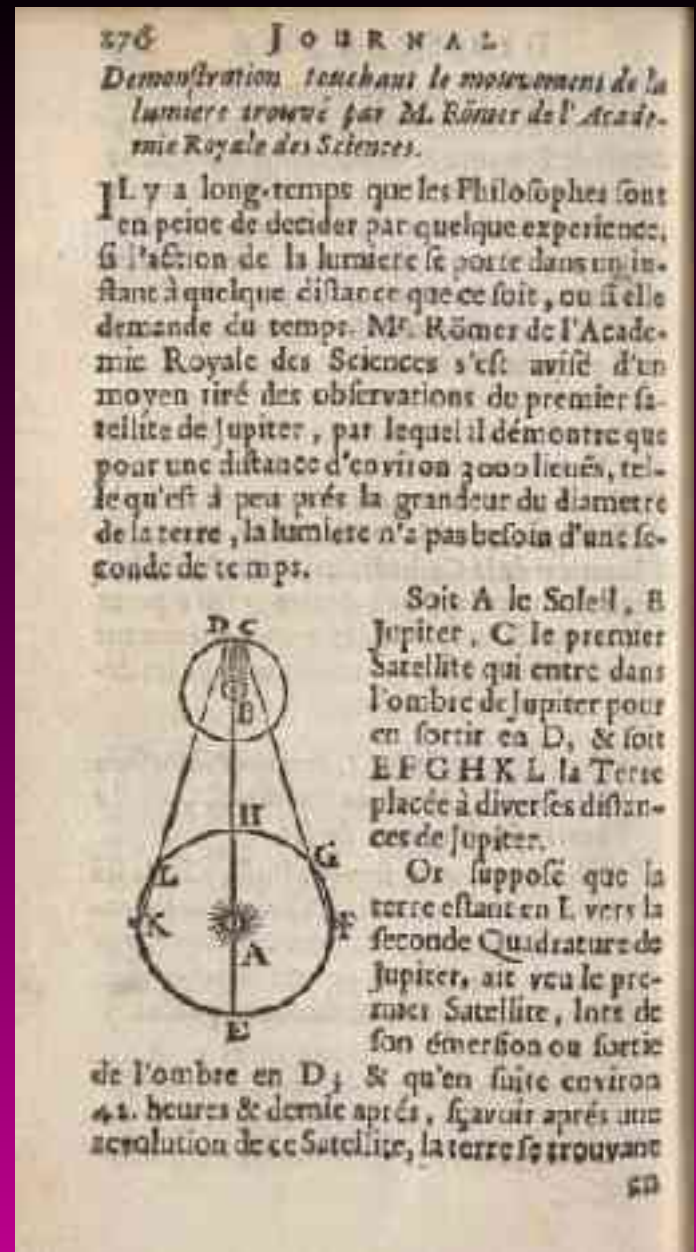 276 JOURNAL
Demonſtration touchant le mouvement de la
lumiere trouvé par M. Römer de l'Acade-
mie Royale des Sciences.
IL y a long-temps que les Philoſophes ſont
en peine de decider par quelque experience,
ſi l'action de la lumiere ſe porte dans un in-
ſtant à quelque diſtance que ce ſoit, ou ſi elle
demande du temps. Mr. Römer de l'Acade-
mie Royale des Sciences s'eſt aviſé d'un
moyen tiré des obſervations du premier ſa-
tellite de Jupiter, par lequel il démontre que
pour une diſtance d'environ 3000 lieuës, tel-
le qu'eſt à peu prés la grandeur du diametre
de la terre, la lumiere n'a pas beſoin d'une ſe-
conde de temps.
Soit A le Soleil, B
Jupiter, C le premier
Satellite qui entre dans
l'ombre de Jupiter pour
en ſortir en D, & ſoit
EFGHKL la Terre
placée à diverſes diſtan-
ces de Jupiter.
Or ſuppoſé que la
terre eſtant en L vers la
ſeconde Quadrature de
Jupiter, ait veu le pre-
mier Satellite, lors de
ſon émerſion ou ſortie
de l'ombre en D; & qu'en ſuite environ
42. heures & demie aprés, ſçavoir aprés une
revolution de ce Satellite, la terre ſe trouvant
en
D C
B
H
L G
K F
A
E